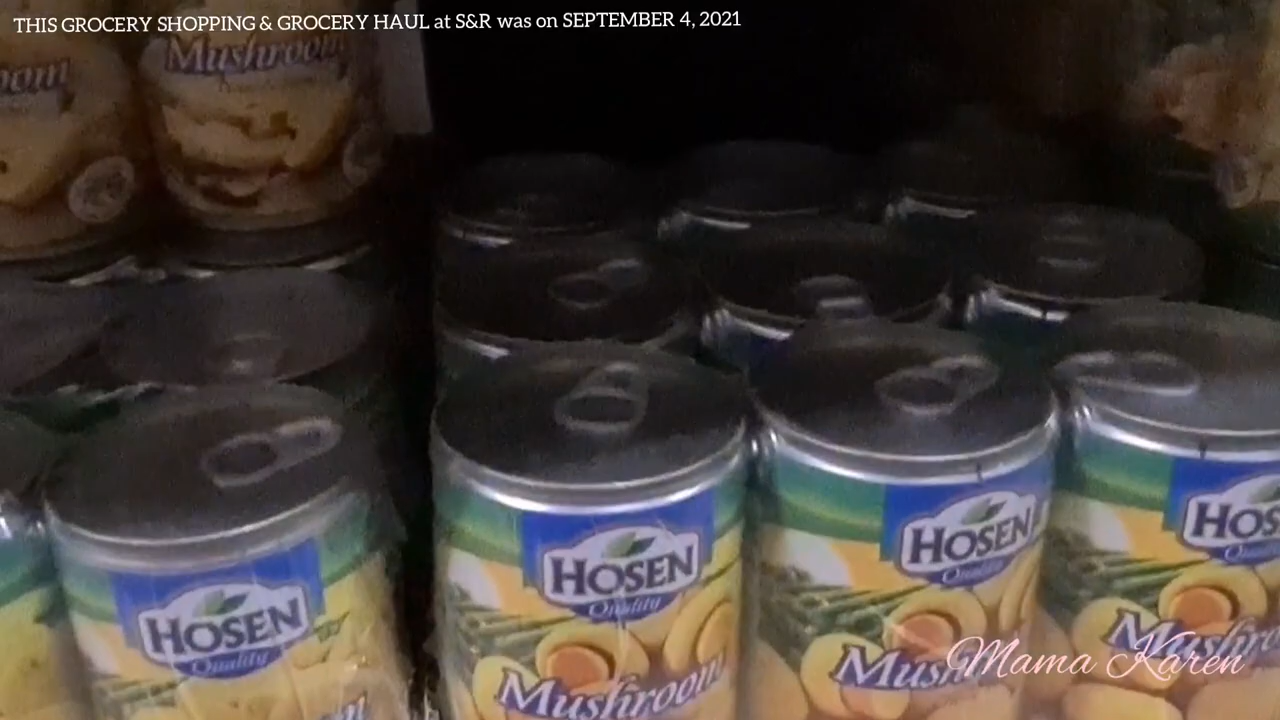 THIS GROCERY SHOPPING & GROCERY HAUL at S&R was on SEPTEMBER 4, 2021
Mushroom
HOSEN
Quality
HOSEN
Quality
Mushroom
HOSEN
Quality
HOSEN
Mama Karen